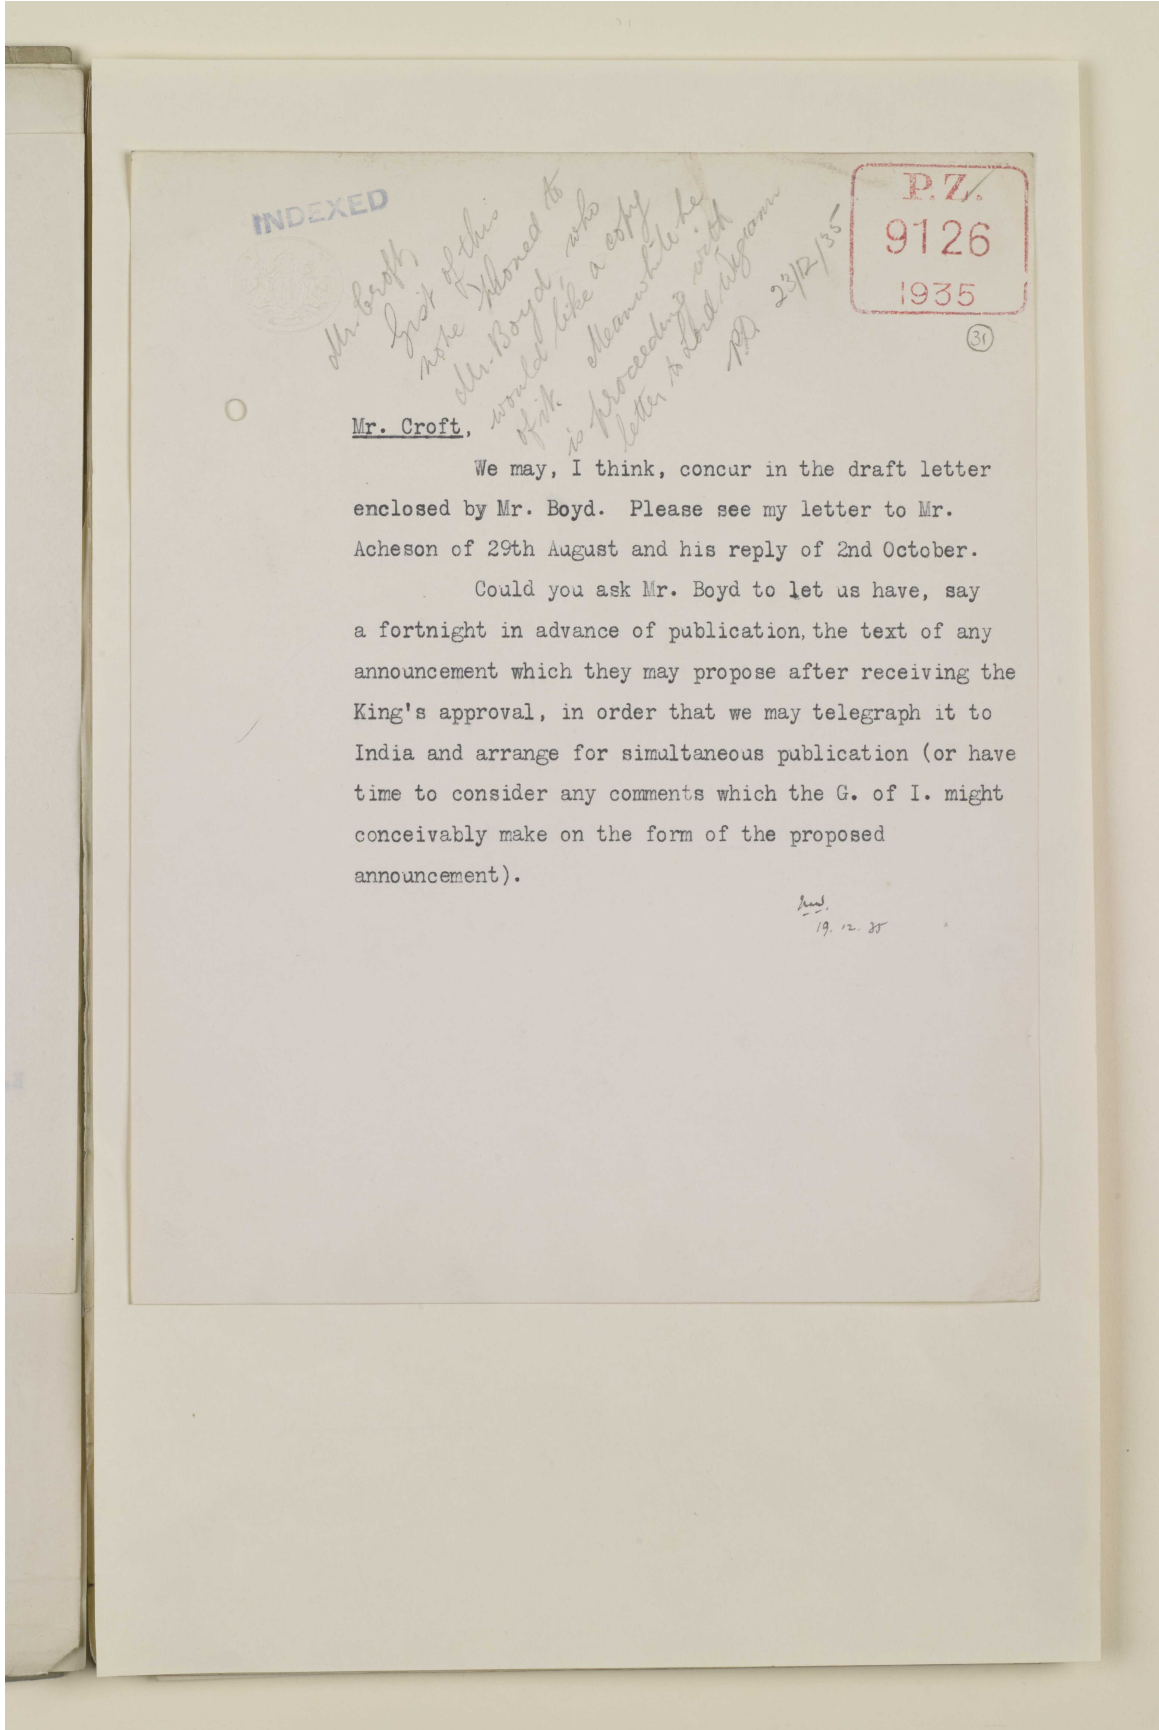 INDEXED
P.Z.
9126
1935
31
Mr. Croft,
Gist of this
note 'phoned to
Mr. Boyd, who
would like a copy
of it. Meanwhile he
is proceeding with
letter to Lord Wigram
23/12/35
Mr. Croft,
We may, I think, concur in the draft letter
enclosed by Mr. Boyd. Please see my letter to Mr.
Acheson of 29th August and his reply of 2nd October.
Could you ask Mr. Boyd to let us have, say
a fortnight in advance of publication, the text of any
announcement which they may propose after receiving the
King's approval, in order that we may telegraph it to
India and arrange for simultaneous publication (or have
time to consider any comments which the G. of I. might
conceivably make on the form of the proposed
announcement).
19.12.35